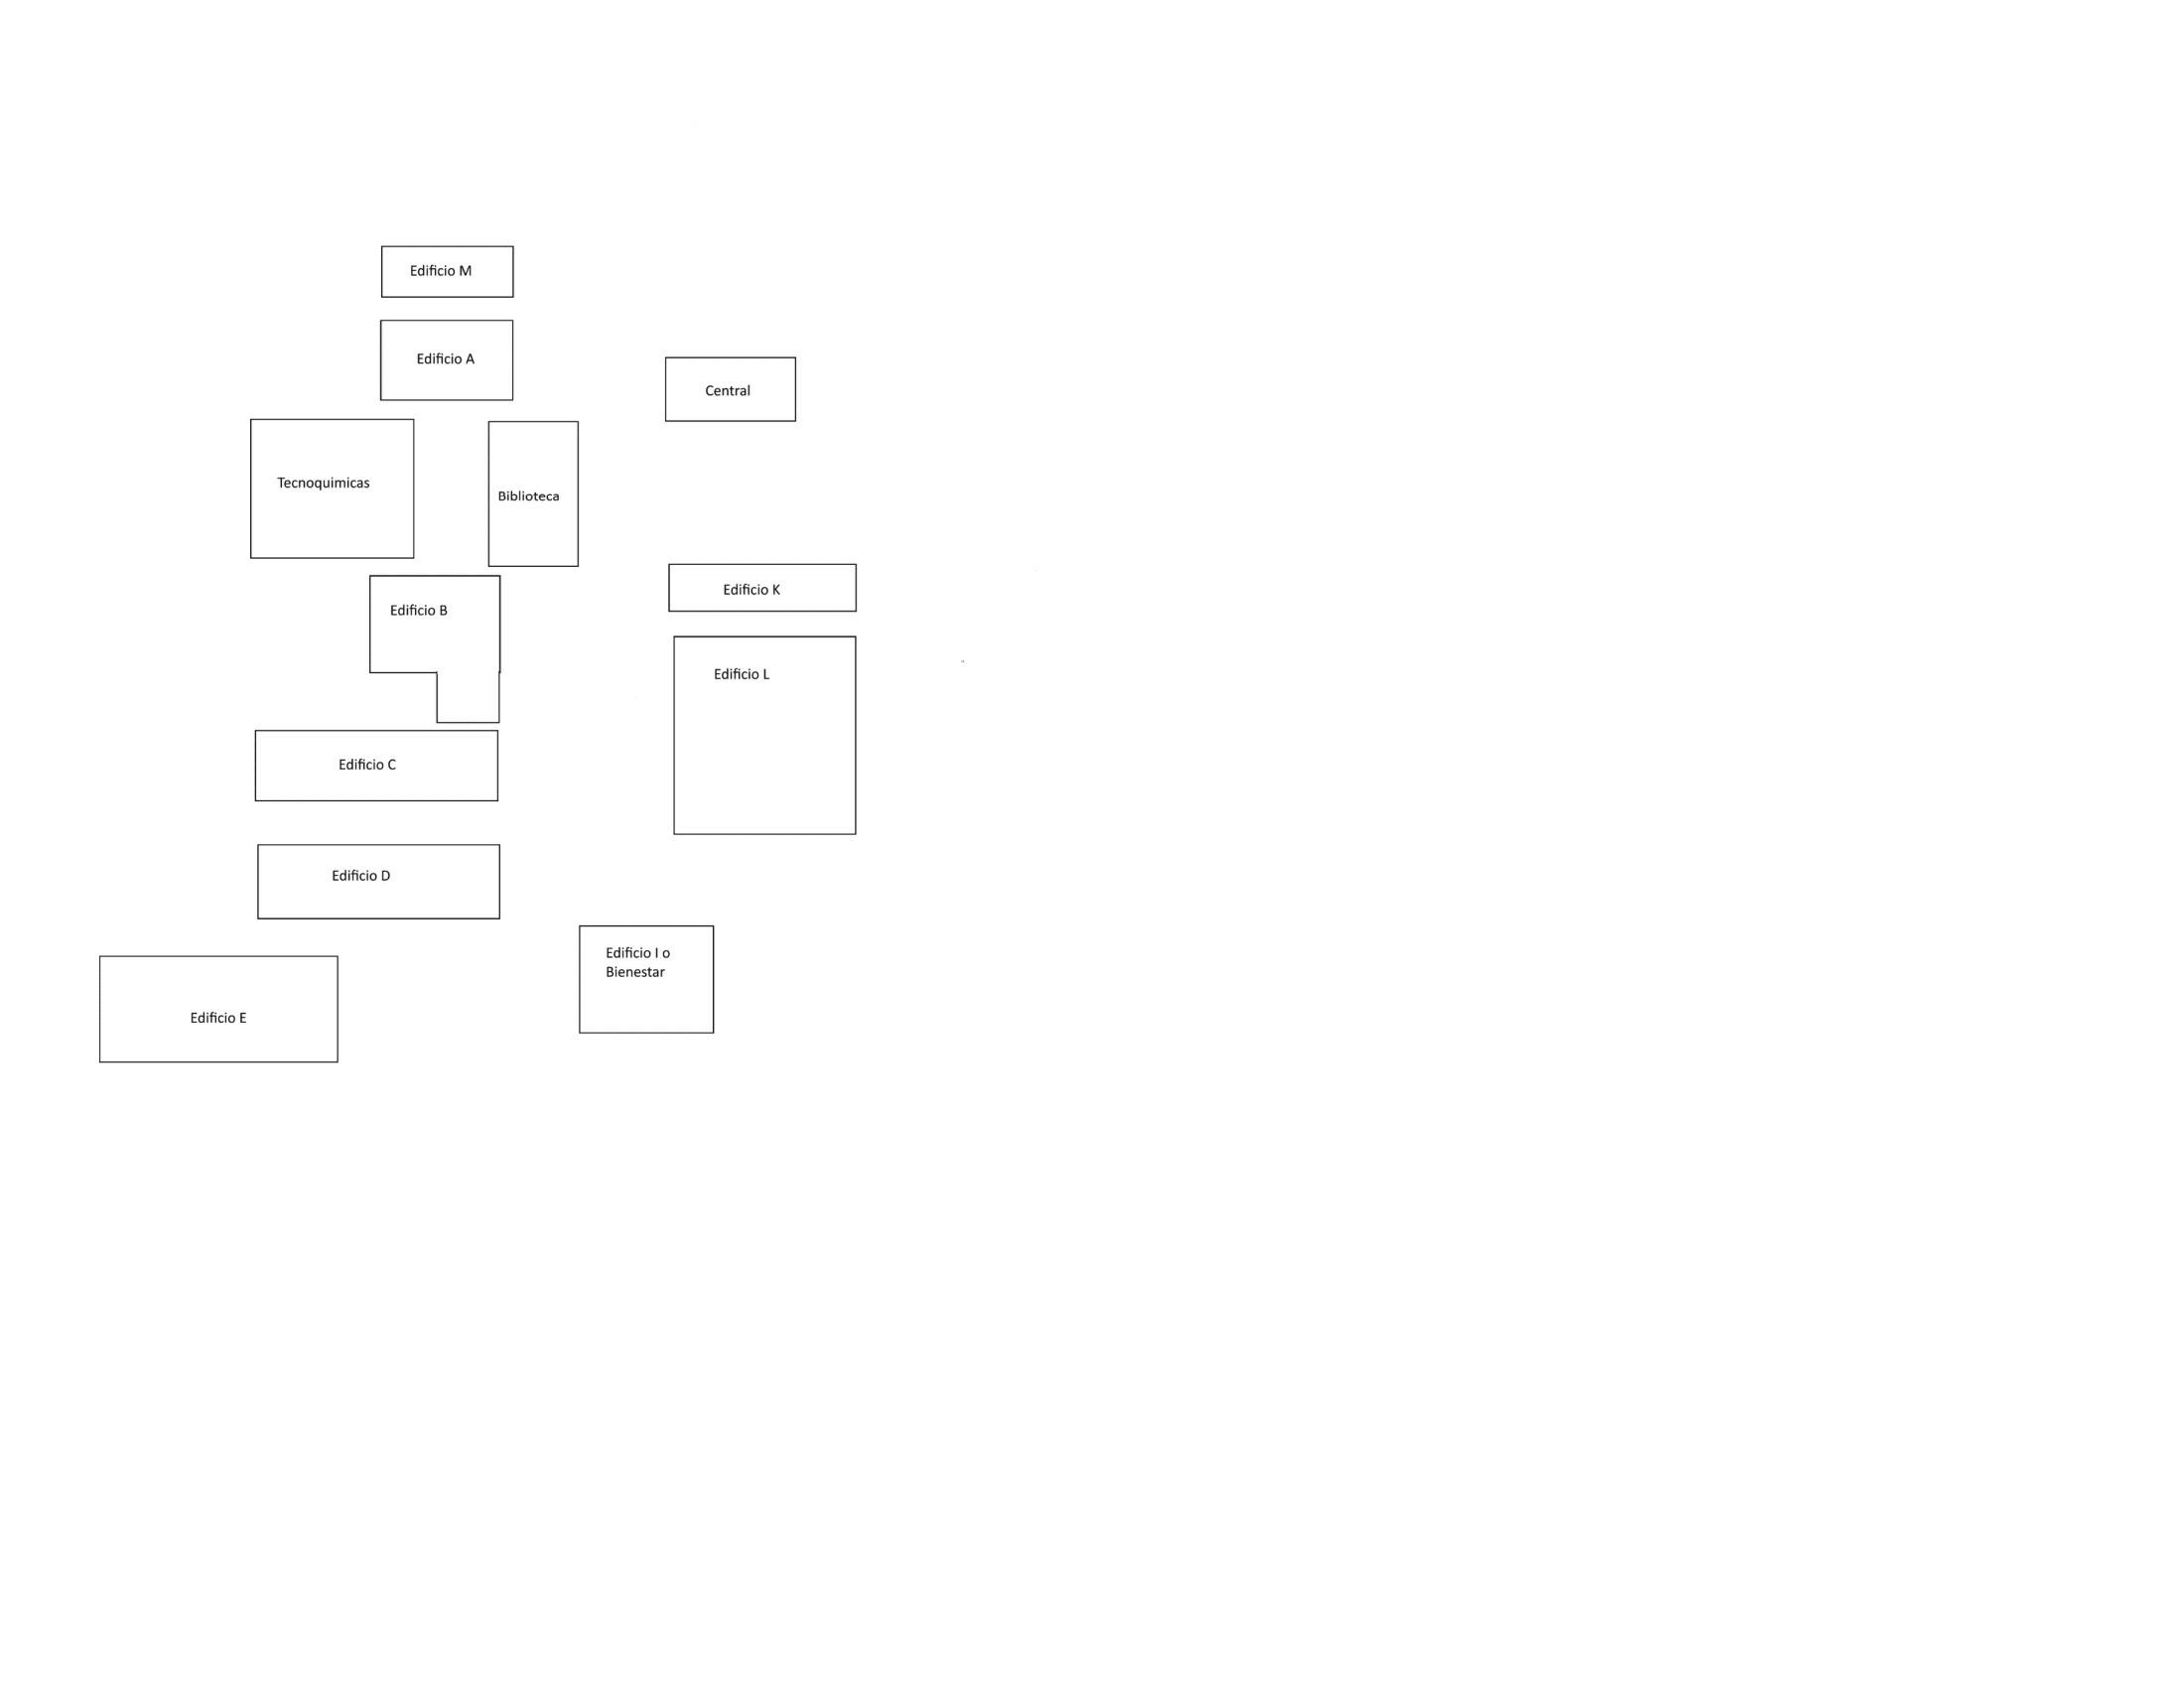 Edificio M
Edificio A
Central
Tecnoquimicas
Biblioteca
Edificio K
Edificio B
Edificio L
Edificio C
Edificio D
Edificio I o
Bienestar
Edificio E